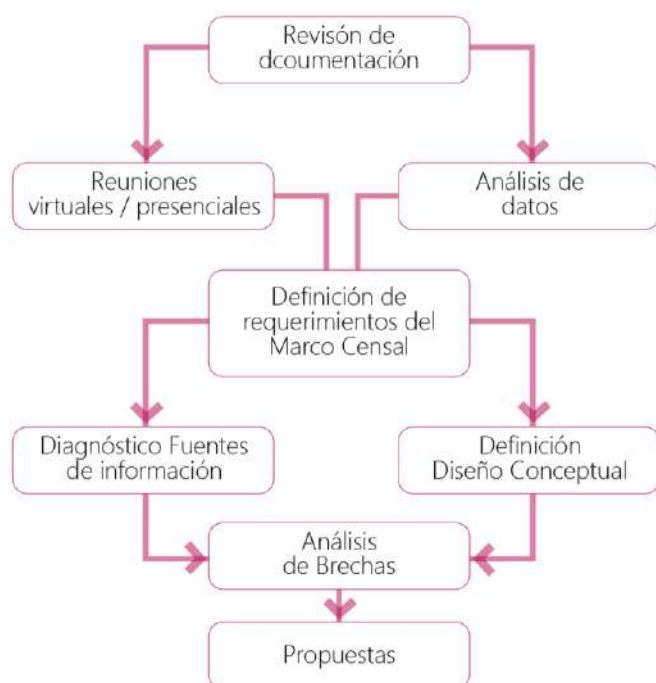 Revisón de
dcoumentación
Reuniones
virtuales / presenciales
Análisis de
datos
Definición de
requerimientos del
Marco Censal
Diagnóstico Fuentes
de información
Definición
Diseño Conceptual
Análisis
de Brechas
Propuestas